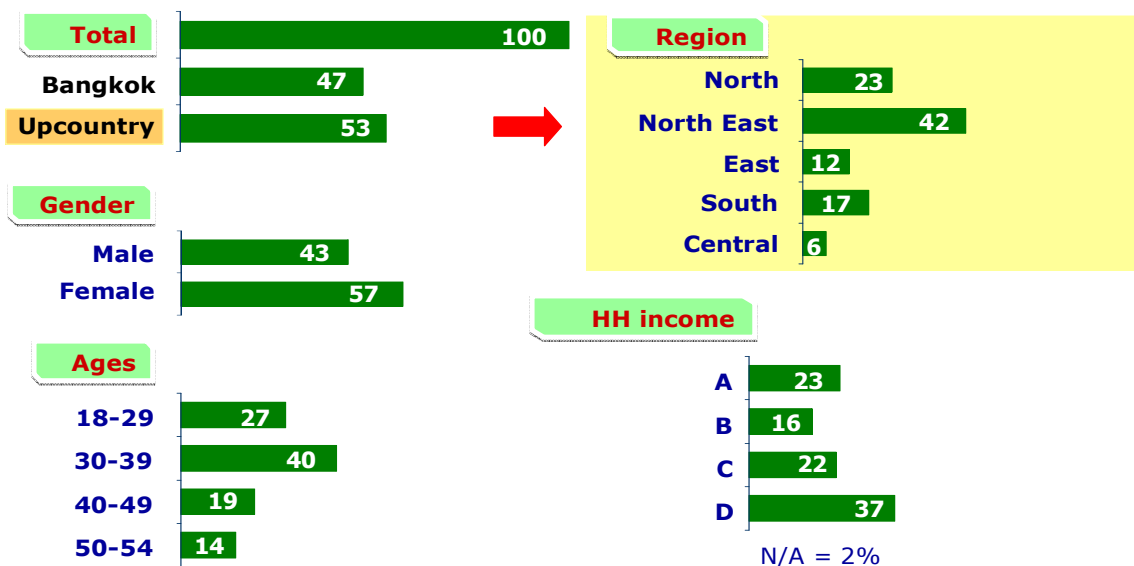 Total 100
Bangkok 47
Upcountry 53
Gender
Male 43
Female 57
Ages
18-29 27
30-39 40
40-49 19
50-54 14
Region
North 23
North East 42
East 12
South 17
Central 6
HH income
A 23
B 16
C 22
D 37
N/A = 2%